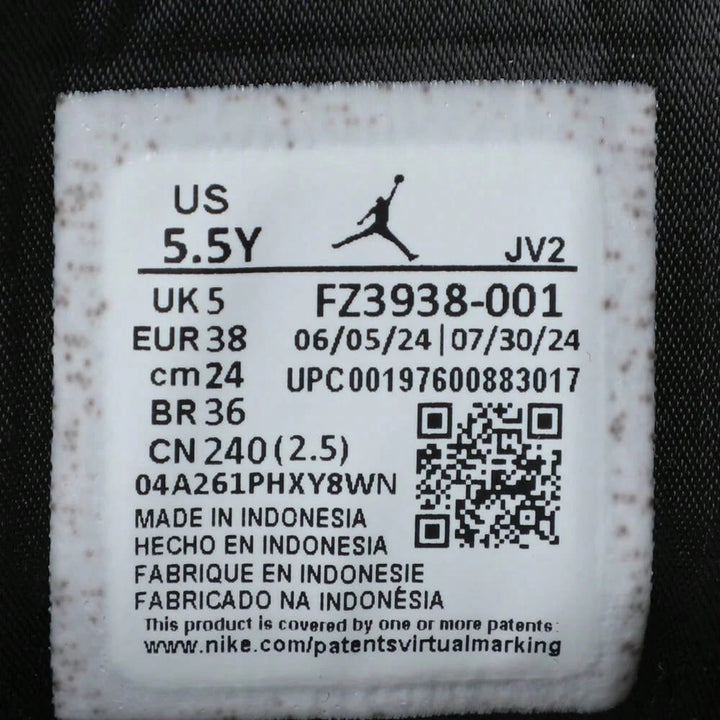 US
5.5Y
JV2
UK 5
FZ3938-001
EUR 38
06/05/24 | 07/30/24
cm 24
UPC00197600883017
BR 36
CN 240 (2.5)
04A261PHXY8WN
MADE IN INDONESIA
HECHO EN INDONESIA
FABRIQUE EN INDONESIE
FABRICADO NA INDONÉSIA
This product is covered by one or more patents:
www.nike.com/patentsvirtualmarking